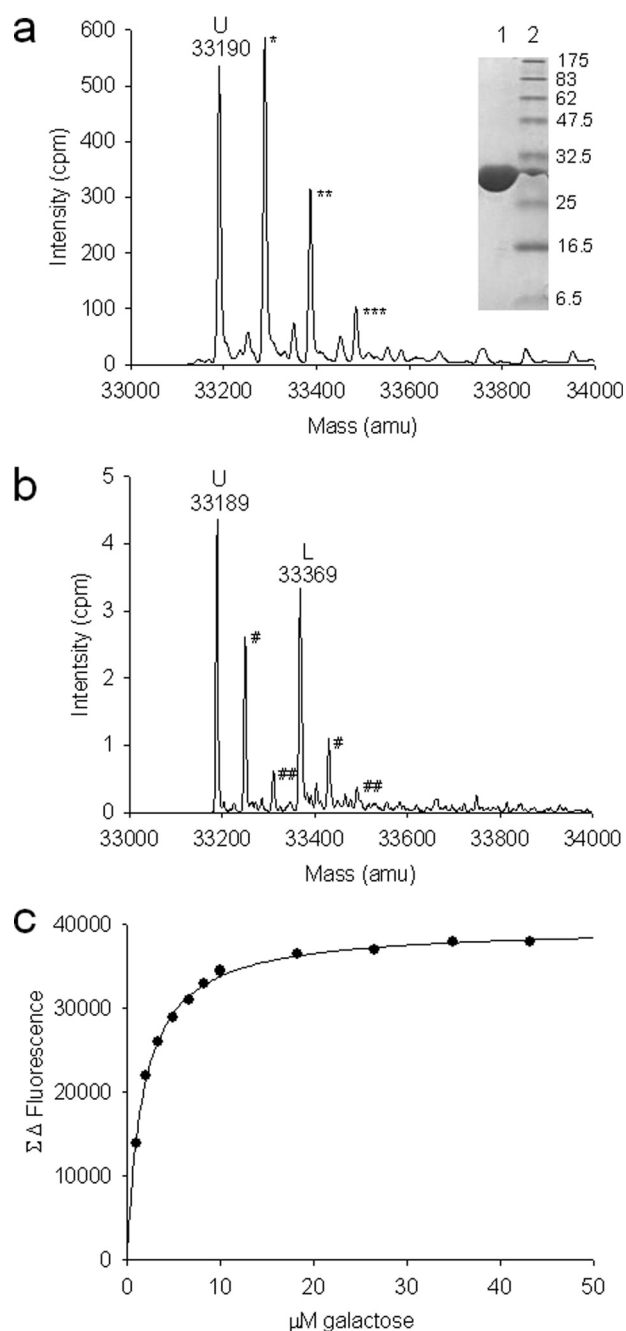 a
U
33190
*
**
***
1 2
175
83
62
47.5
32.5
25
16.5
6.5
600
500
400
300
200
100
0
Intensity (cpm)
33000 33200 33400 33600 33800 34000
Mass (amu)
b
U
33189
L
33369
#
##
#
##
5
4
3
2
1
0
Intentsity (cpm)
33000 33200 33400 33600 33800 34000
Mass (amu)
c
40000
30000
20000
10000
0
Σ Δ Fluorescence
0 10 20 30 40 50
μM galactose